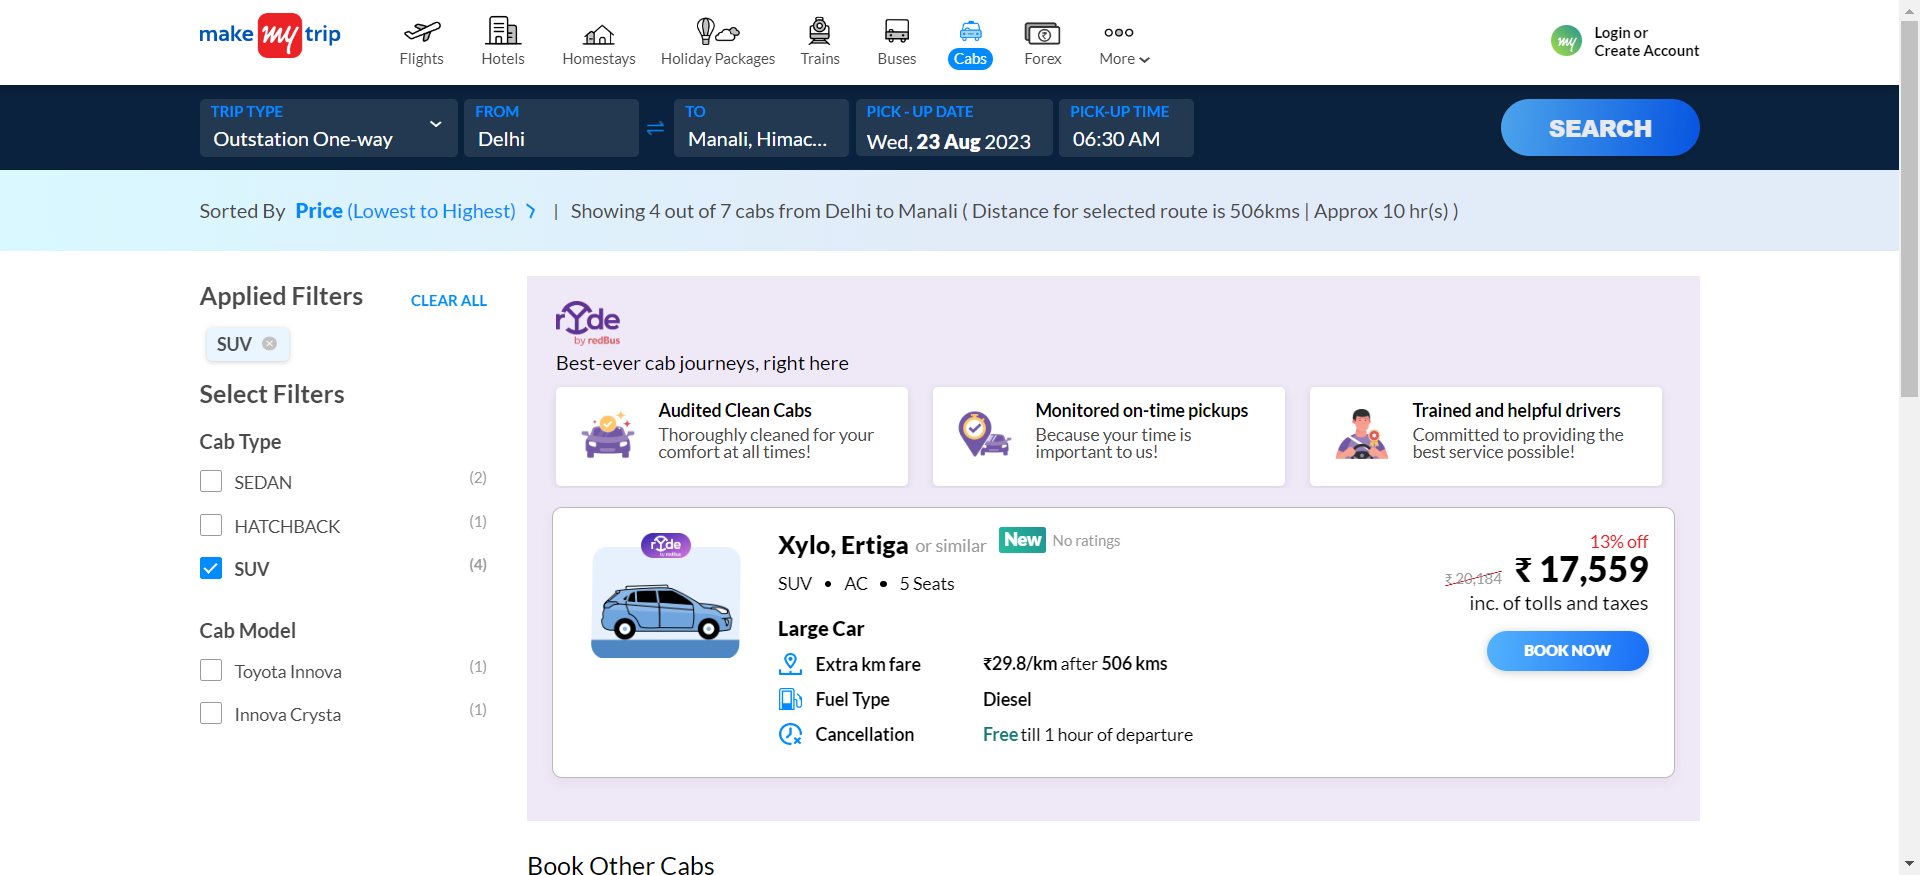 make my trip
Flights
Hotels
Homestays
Holiday Packages
Trains
Buses
Cabs
Forex
More
my
Login or
Create Account
TRIP TYPE
Outstation One-way
FROM
Delhi
TO
Manali, Himac...
PICK - UP DATE
Wed, 23 Aug 2023
PICK-UP TIME
06:30 AM
SEARCH
Sorted By Price (Lowest to Highest) | Showing 4 out of 7 cabs from Delhi to Manali ( Distance for selected route is 506kms | Approx 10 hr(s) )
Applied Filters
CLEAR ALL
SUV
Select Filters
Cab Type
SEDAN (2)
HATCHBACK (1)
SUV (4)
Cab Model
Toyota Innova (1)
Innova Crysta (1)
rYde
by redBus
Best-ever cab journeys, right here
Audited Clean Cabs
Thoroughly cleaned for your
comfort at all times!
Monitored on-time pickups
Because your time is
important to us!
Trained and helpful drivers
Committed to providing the
best service possible!
rYde
by redBus
Xylo, Ertiga or similar New No ratings
SUV • AC • 5 Seats
Large Car
Extra km fare ₹29.8/km after 506 kms
Fuel Type Diesel
Cancellation Free till 1 hour of departure
13% off
₹ 20,184 ₹ 17,559
inc. of tolls and taxes
BOOK NOW
Book Other Cabs